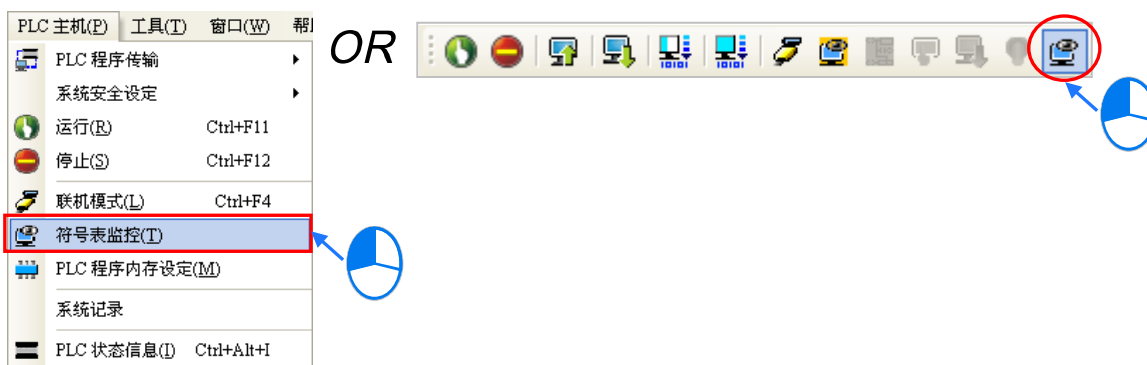 PLC 主机(P) 工具(T) 窗口(W) 帮
PLC 程序传输
系统安全设定
运行(R) Ctrl+F11
停止(S) Ctrl+F12
联机模式(L) Ctrl+F4
符号表监控(T)
PLC 程序内存设定(M)
系统记录
PLC 状态信息(I) Ctrl+Alt+I
OR